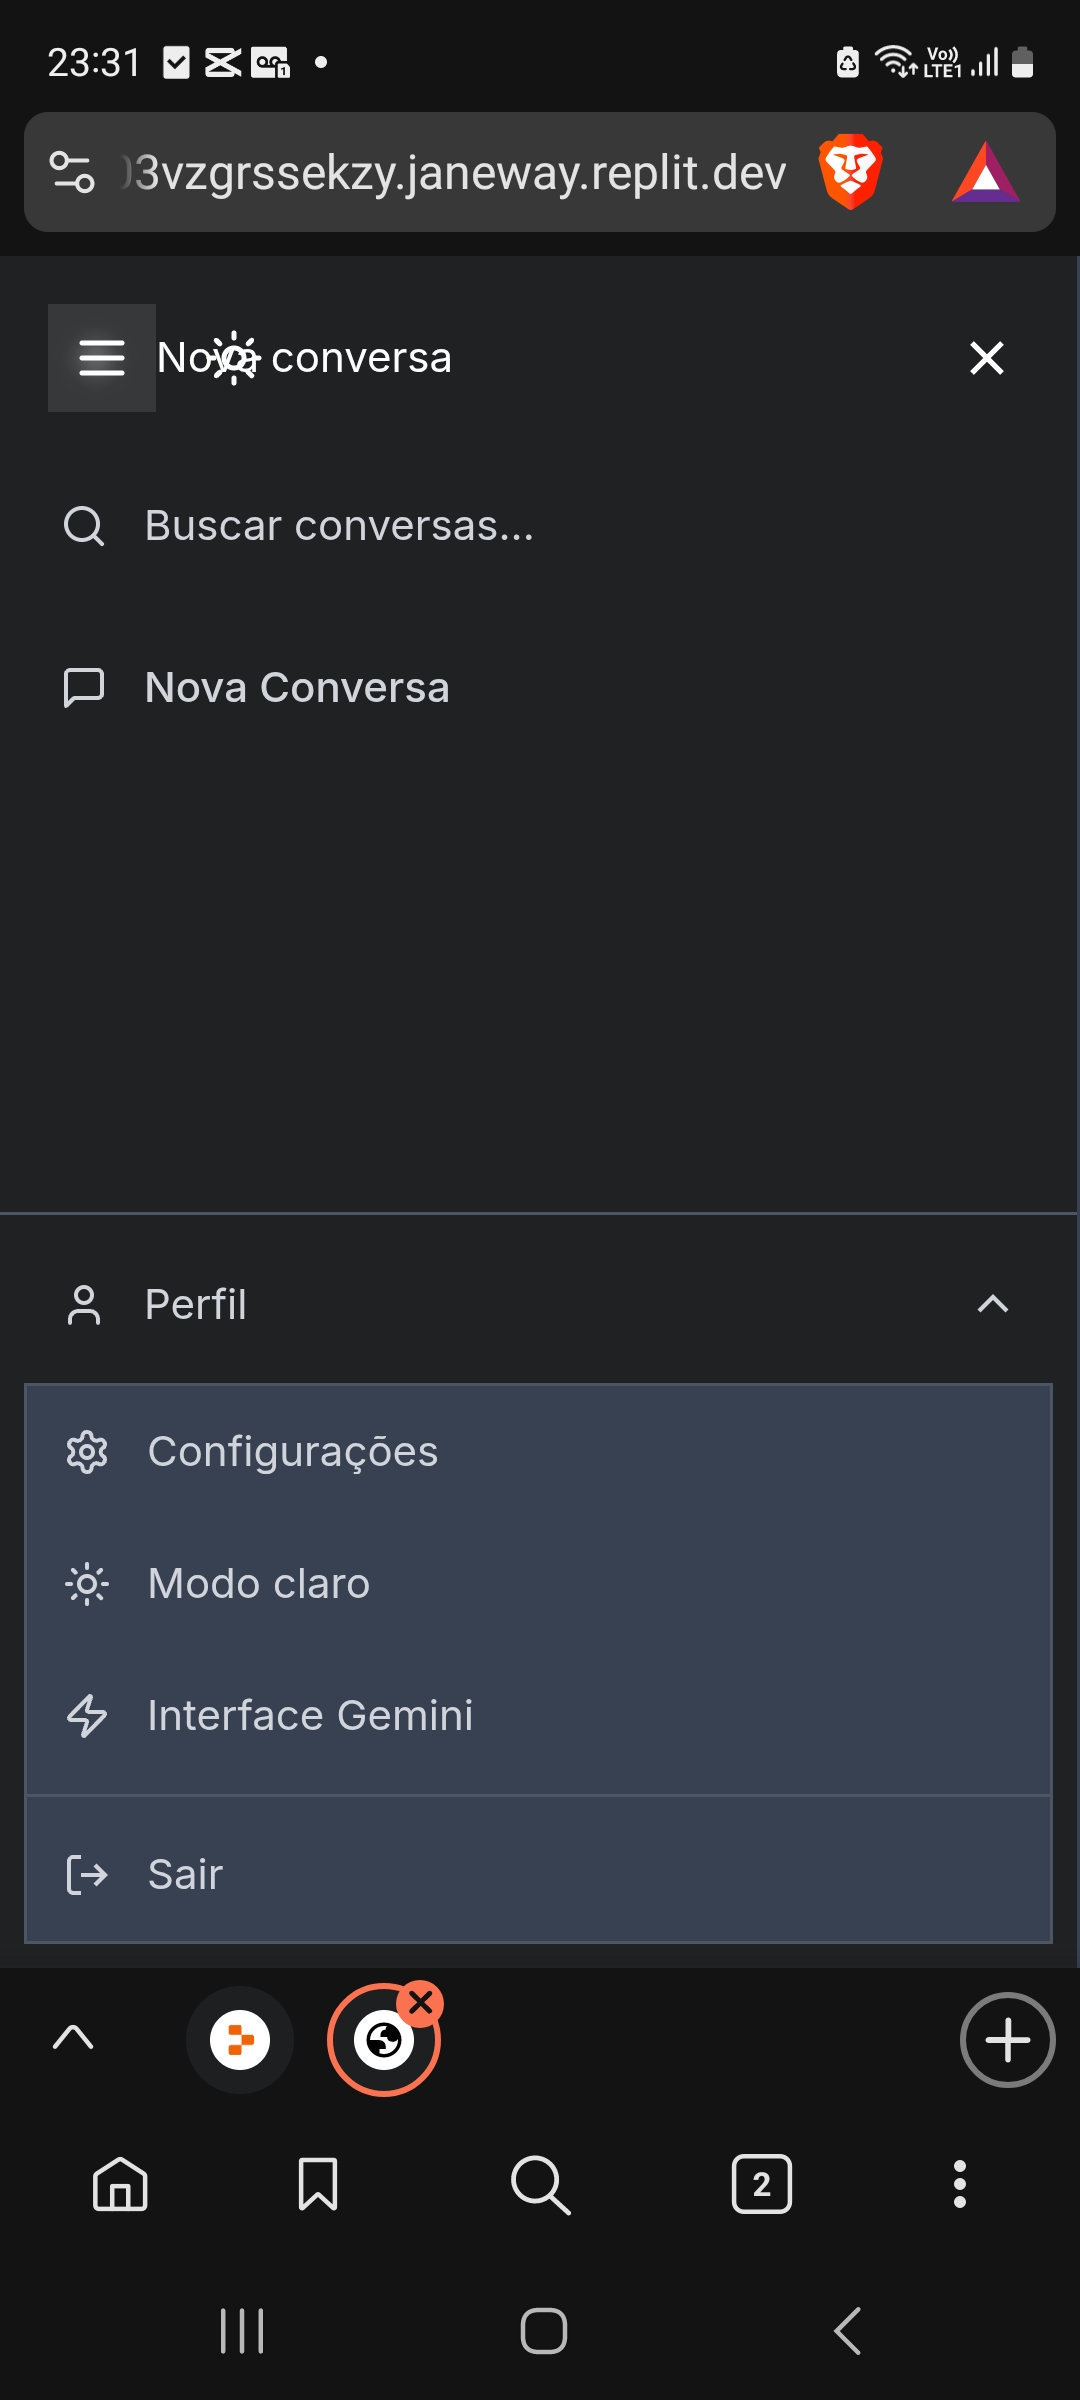 23:31
Vo))
LTE1
1
3vzgrssekzy.janeway.replit.dev
Nova conversa
Buscar conversas...
Nova Conversa
Perfil
Configurações
Modo claro
Interface Gemini
Sair
2